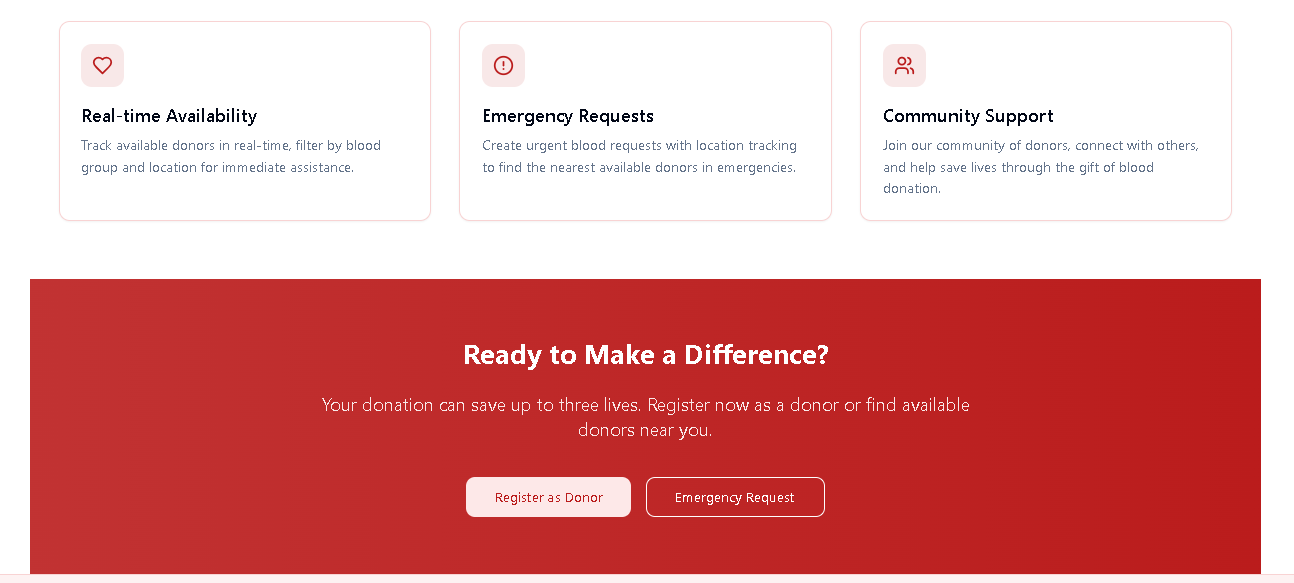 Real-time Availability
Track available donors in real-time, filter by blood
group and location for immediate assistance.
Emergency Requests
Create urgent blood requests with location tracking
to find the nearest available donors in emergencies.
Community Support
Join our community of donors, connect with others,
and help save lives through the gift of blood
donation.
Ready to Make a Difference?
Your donation can save up to three lives. Register now as a donor or find available
donors near you.
Register as Donor
Emergency Request